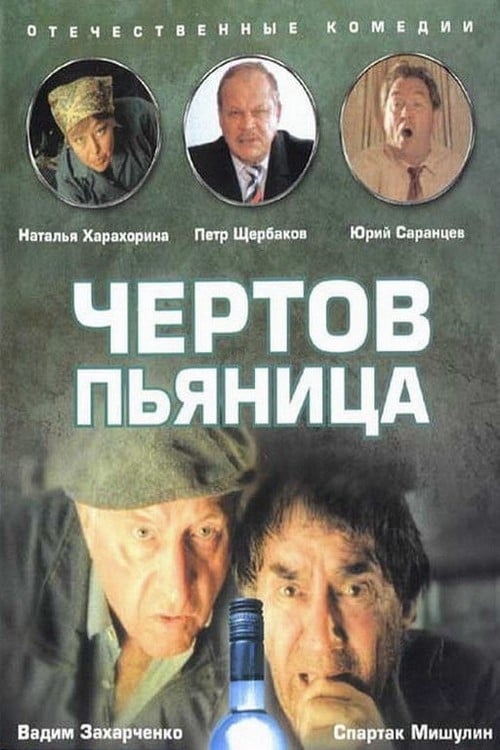 ОТЕЧЕСТВЕННЫЕ КОМЕДИИ
Наталья Харахорина Петр Щербаков Юрий Саранцев
ЧЕРТОВ
ПЬЯНИЦА
Вадим Захарченко Спартак Мишулин